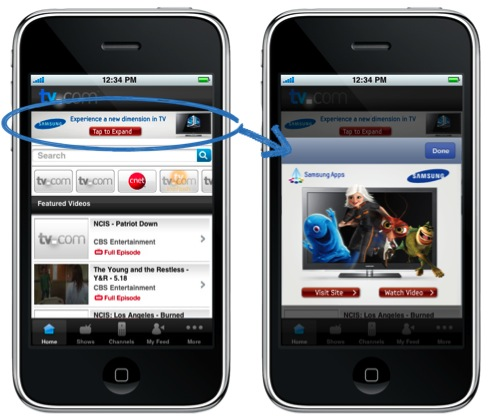 12:34 PM
tv.com
SAMSUNG
Experience a new dimension in TV
Tap to Expand
Search
tv.com
tv.com
cnet
tv.com
Featured Videos
tv.com
NCIS - Patriot Down
CBS Entertainment
Full Episode
The Young and the Restless -
Y&R - 5.18
CBS Entertainment
Full Episode
NCIS: Los Angeles - Burned
Home
Shows
Channels
My Feed
More
12:34 PM
tv.com
SAMSUNG
Experience a new dimension in TV
Tap to Expand
Done
Samsung Apps
SAMSUNG
Visit Site >
Watch Video >
NCIS: Los Angeles - Burned
Home
Shows
Channels
My Feed
More